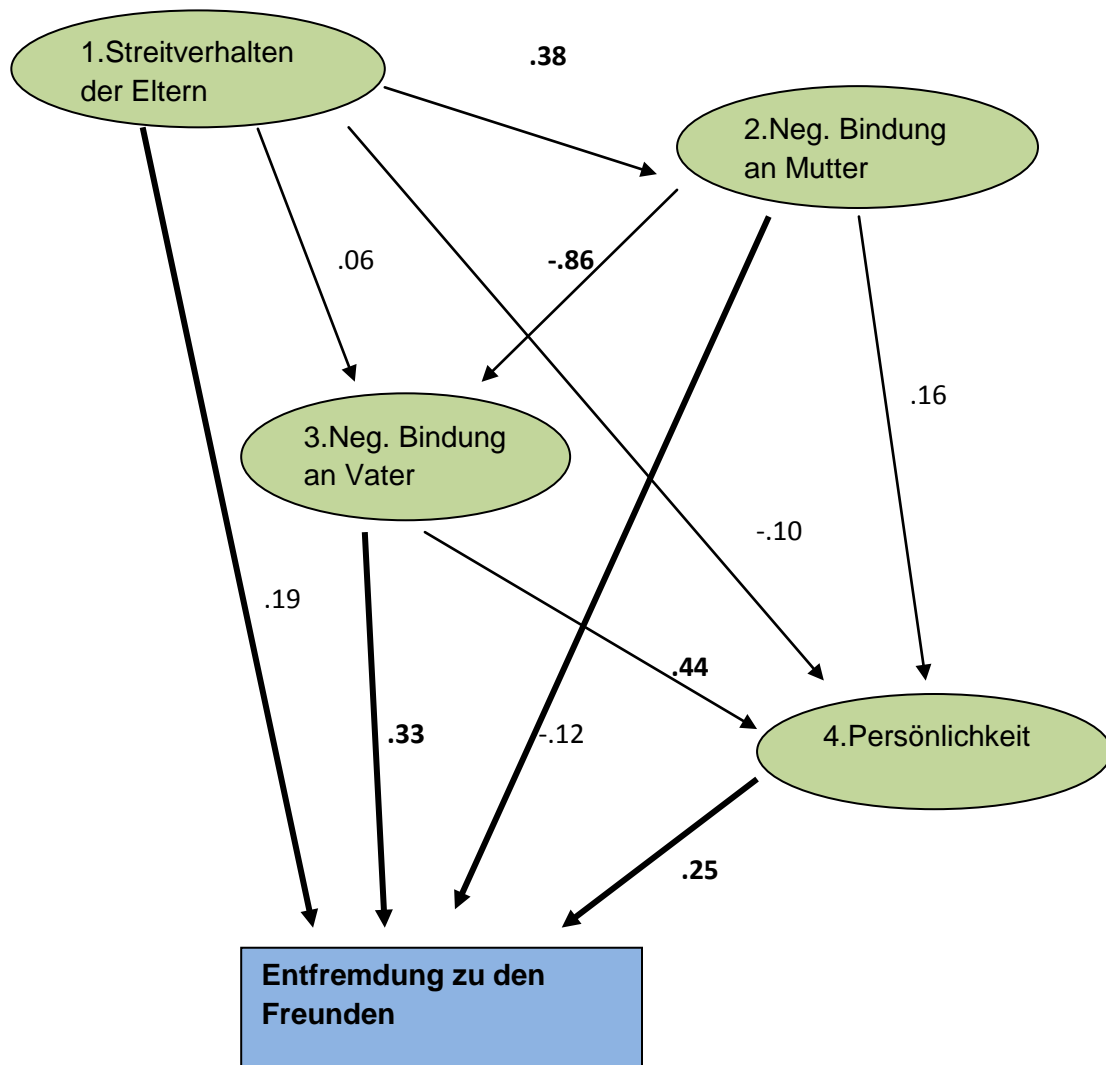 1.Streitverhalten
der Eltern
.38
2.Neg. Bindung
an Mutter
.06
-.86
.16
3.Neg. Bindung
an Vater
-.10
.19
.44
.33
-.12
4.Persönlichkeit
.25
Entfremdung zu den
Freunden